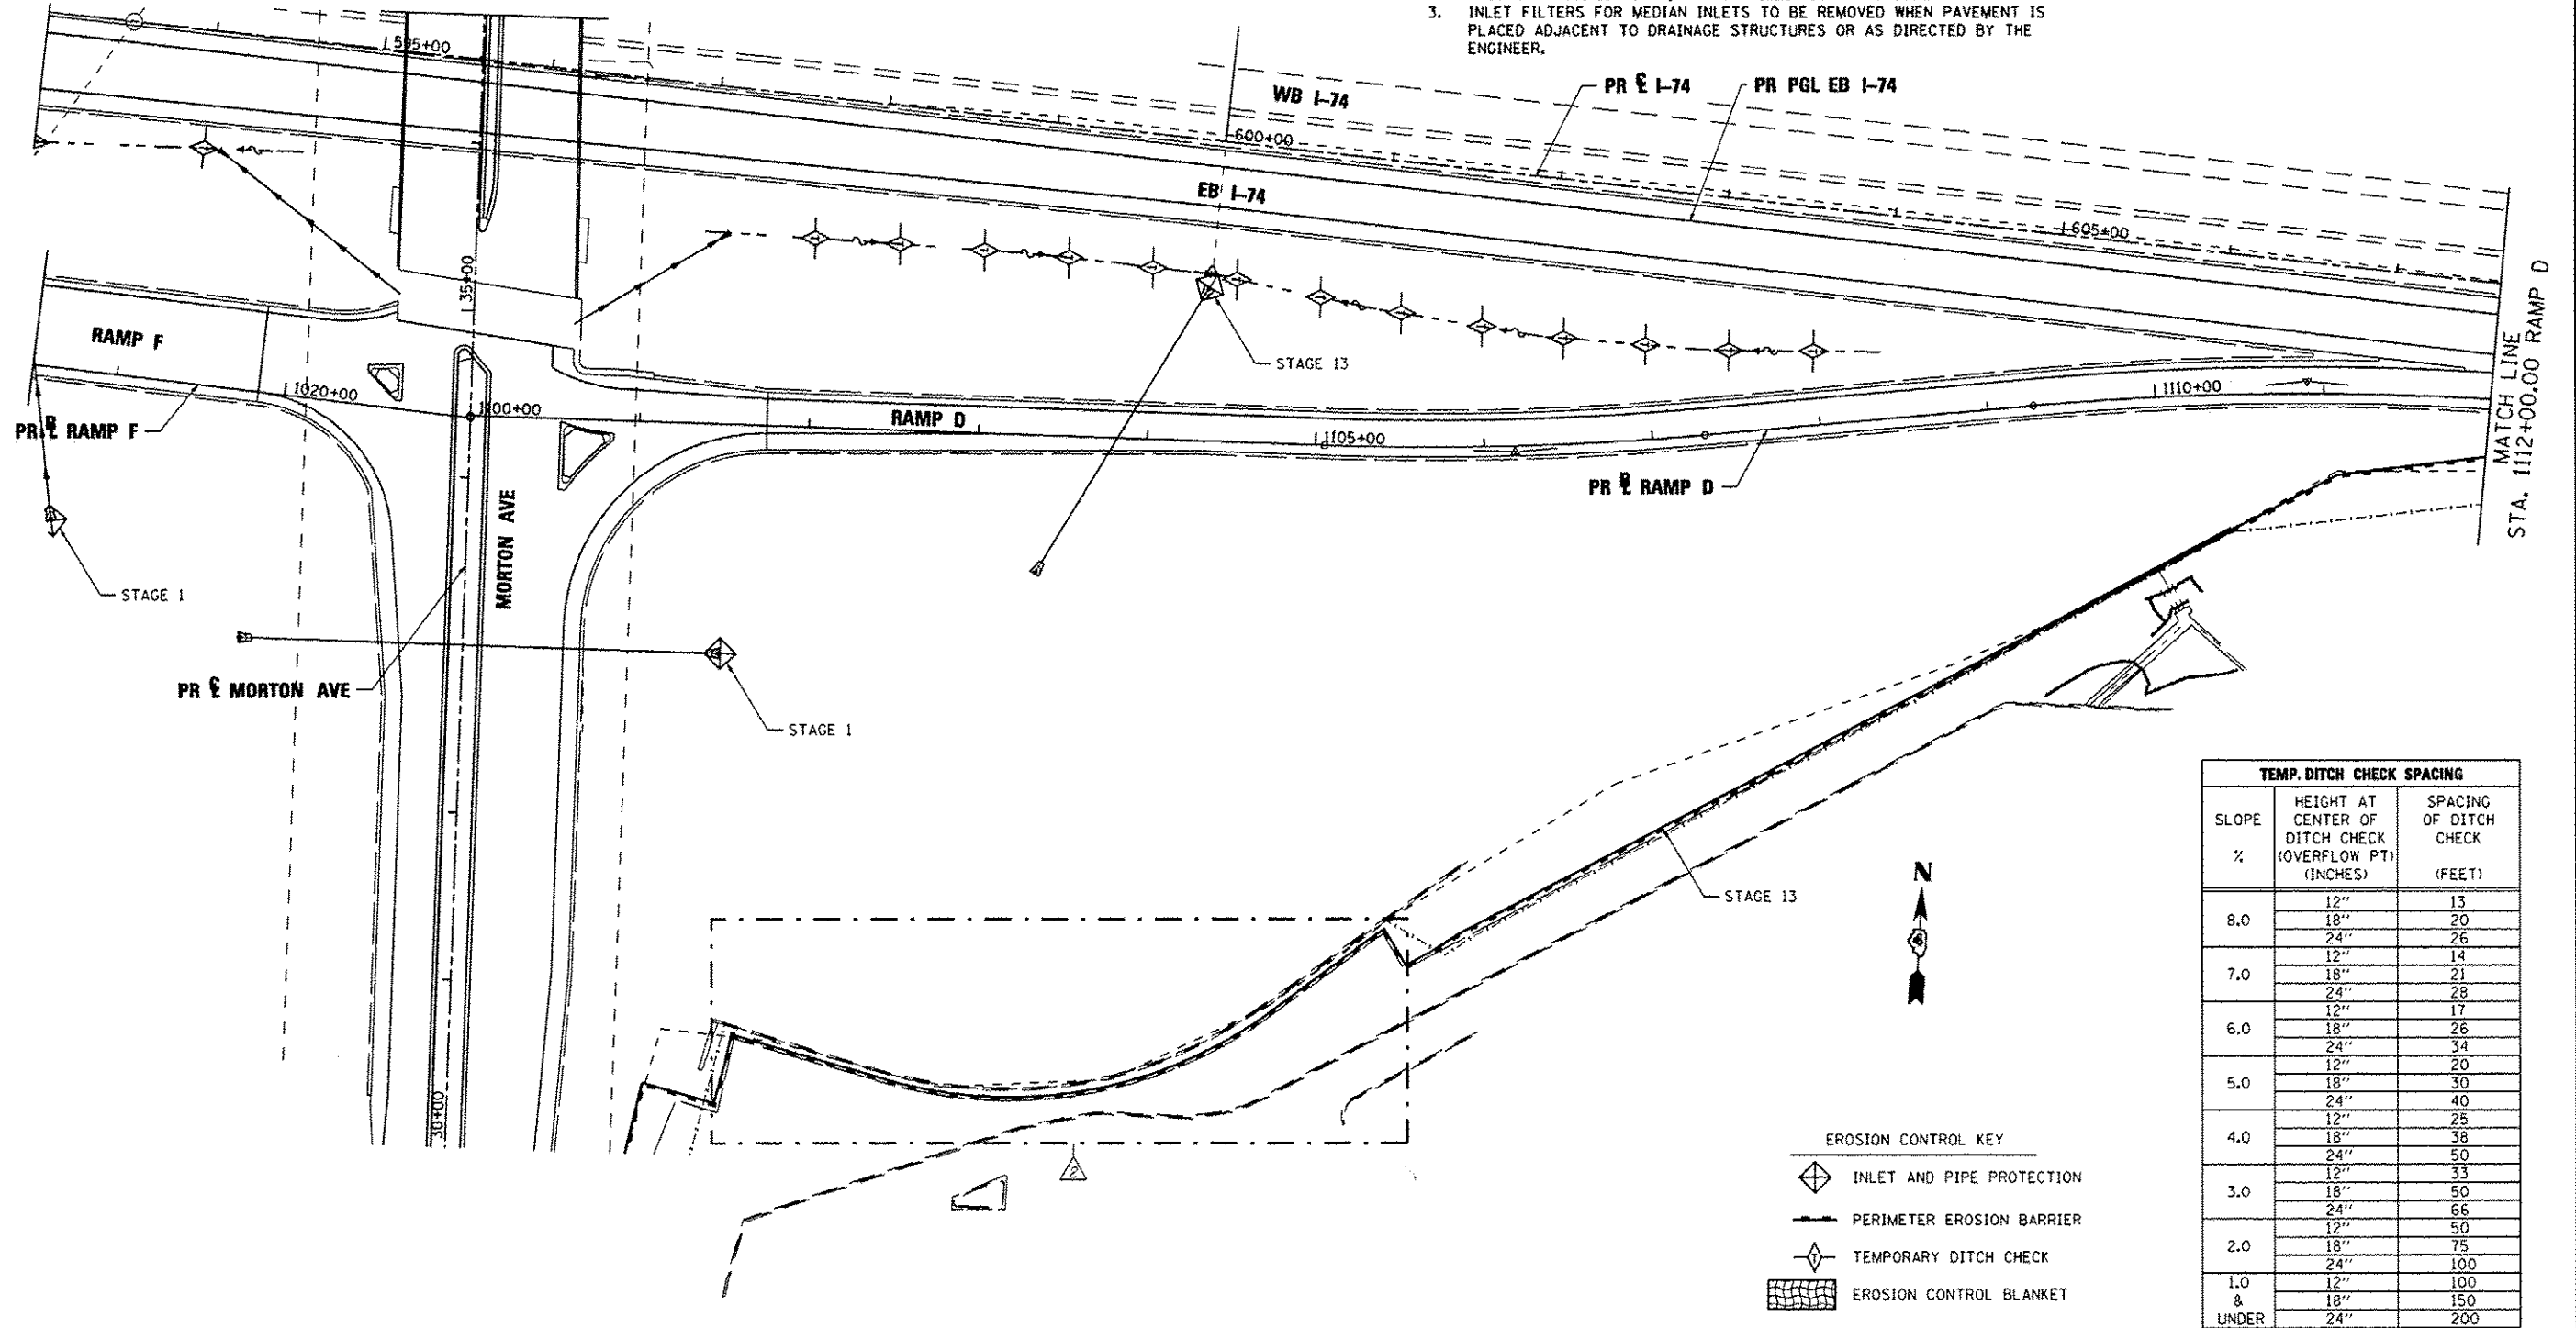 3. INLET FILTERS FOR MEDIAN INLETS TO BE REMOVED WHEN PAVEMENT IS
PLACED ADJACENT TO DRAINAGE STRUCTURES OR AS DIRECTED BY THE
ENGINEER.
595+00
WB I-74
PR ℄ I-74
PR PGL EB I-74
600+00
EB I-74
605+00
35+00
STAGE 13
RAMP F
1020+00
1100+00
RAMP D
1105+00
1110+00
PR ⅊ RAMP F
PR ⅊ RAMP D
MATCH LINE
STA. 1112+00.00 RAMP D
MORTON AVE
STAGE 1
PR ℄ MORTON AVE
STAGE 1
STAGE 13
N
30+00
2
EROSION CONTROL KEY
INLET AND PIPE PROTECTION
PERIMETER EROSION BARRIER
T TEMPORARY DITCH CHECK
EROSION CONTROL BLANKET
TEMP. DITCH CHECK SPACING
SLOPE % HEIGHT AT CENTER OF DITCH CHECK (OVERFLOW PT) (INCHES) SPACING OF DITCH CHECK (FEET)
8.0 12" 13
18" 20
24" 26
7.0 12" 14
18" 21
24" 28
6.0 12" 17
18" 26
24" 34
5.0 12" 20
18" 30
24" 40
4.0 12" 25
18" 38
24" 50
3.0 12" 33
18" 50
24" 66
2.0 12" 50
18" 75
24" 100
1.0 12" 100
& 18" 150
UNDER 24" 200